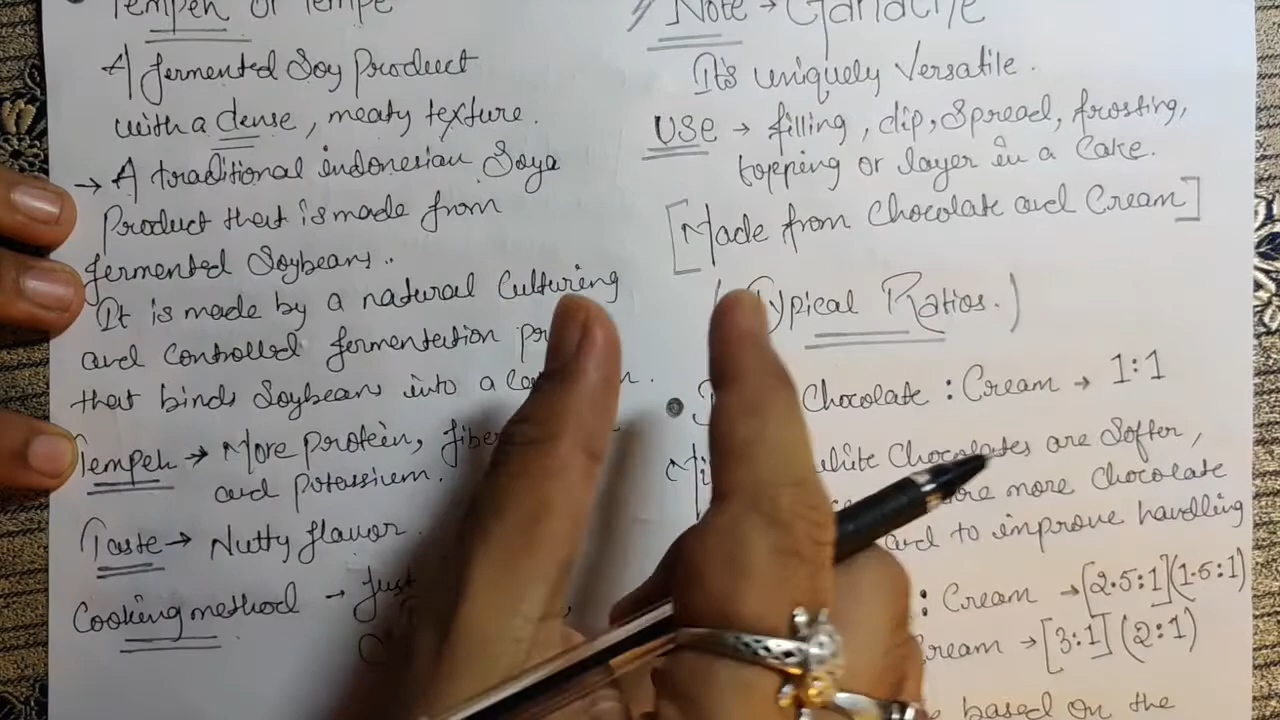 Tempeh or Tempe
A fermented Soy Product
with a dense, meaty texture.
→ A traditional indonesian Soya
Product that is made from
fermented Soybeans..
It is made by a natural Culturing
and controlled fermentation
that binds Soybeans into a
Tempeh → More protein,
and potassium.
Taste → Nutty flavor.
Cooking method →
Note → Ganache
It's uniquely Versatile.
USE → filling, dip, Spread, frosting,
topping or layer in a Cake.
[Made from Chocolate and Cream]
(Typical Ratios.)
Chocolate : Cream → 1:1
white Chocolates are Softer,
more Chocolate
and to improve handling
: Cream → [2.5:1] (1.5:1)
Cream → [3:1] (2:1)
based on the